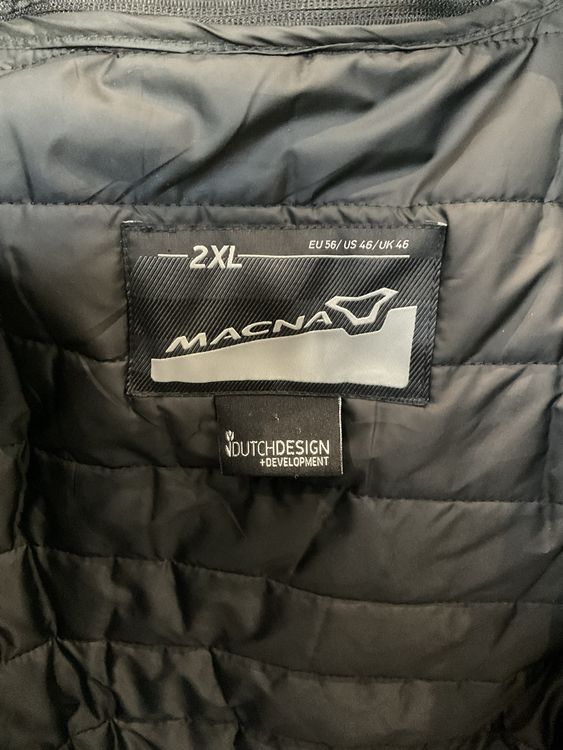 2XL EU 56/ US 46/UK 46
MACNA
DUTCHDESIGN
+DEVELOPMENT